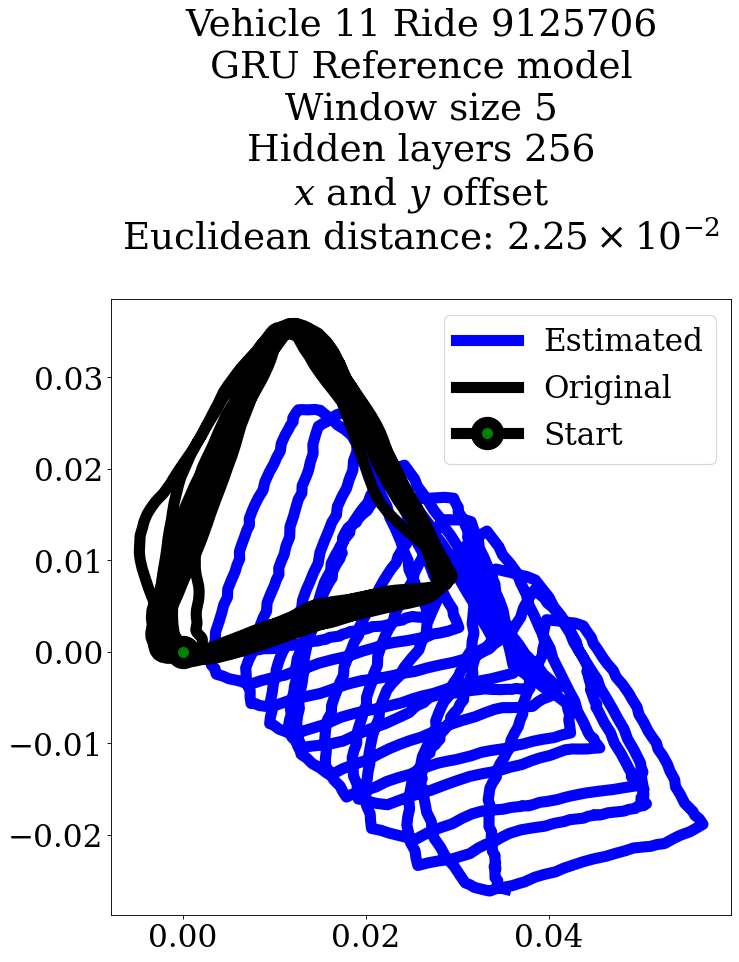 Vehicle 11 Ride 9125706
GRU Reference model
Window size 5
Hidden layers 256
x and y offset
Euclidean distance: 2.25 × 10⁻²
Estimated
Original
Start
0.03
0.02
0.01
0.00
−0.01
−0.02
0.00 0.02 0.04